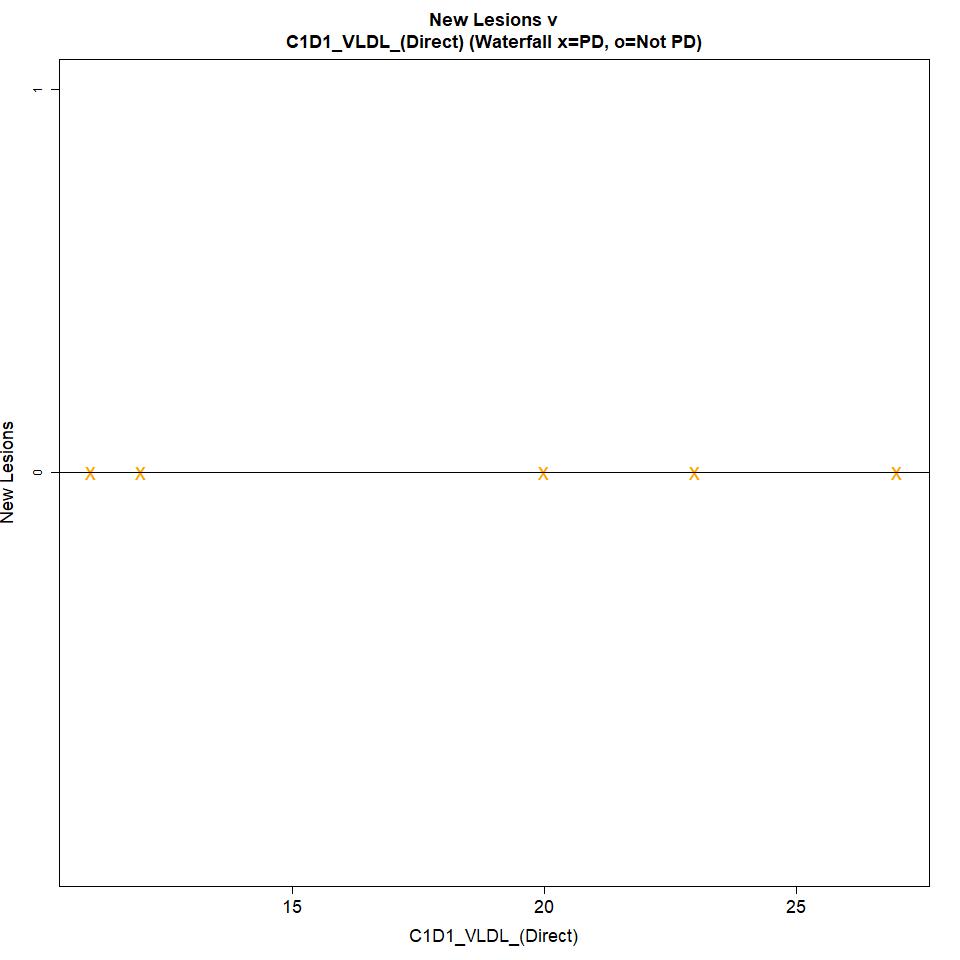 New Lesions v
C1D1_VLDL_(Direct) (Waterfall x=PD, o=Not PD)
1
0
New Lesions
x x x x x
15 20 25
C1D1_VLDL_(Direct)